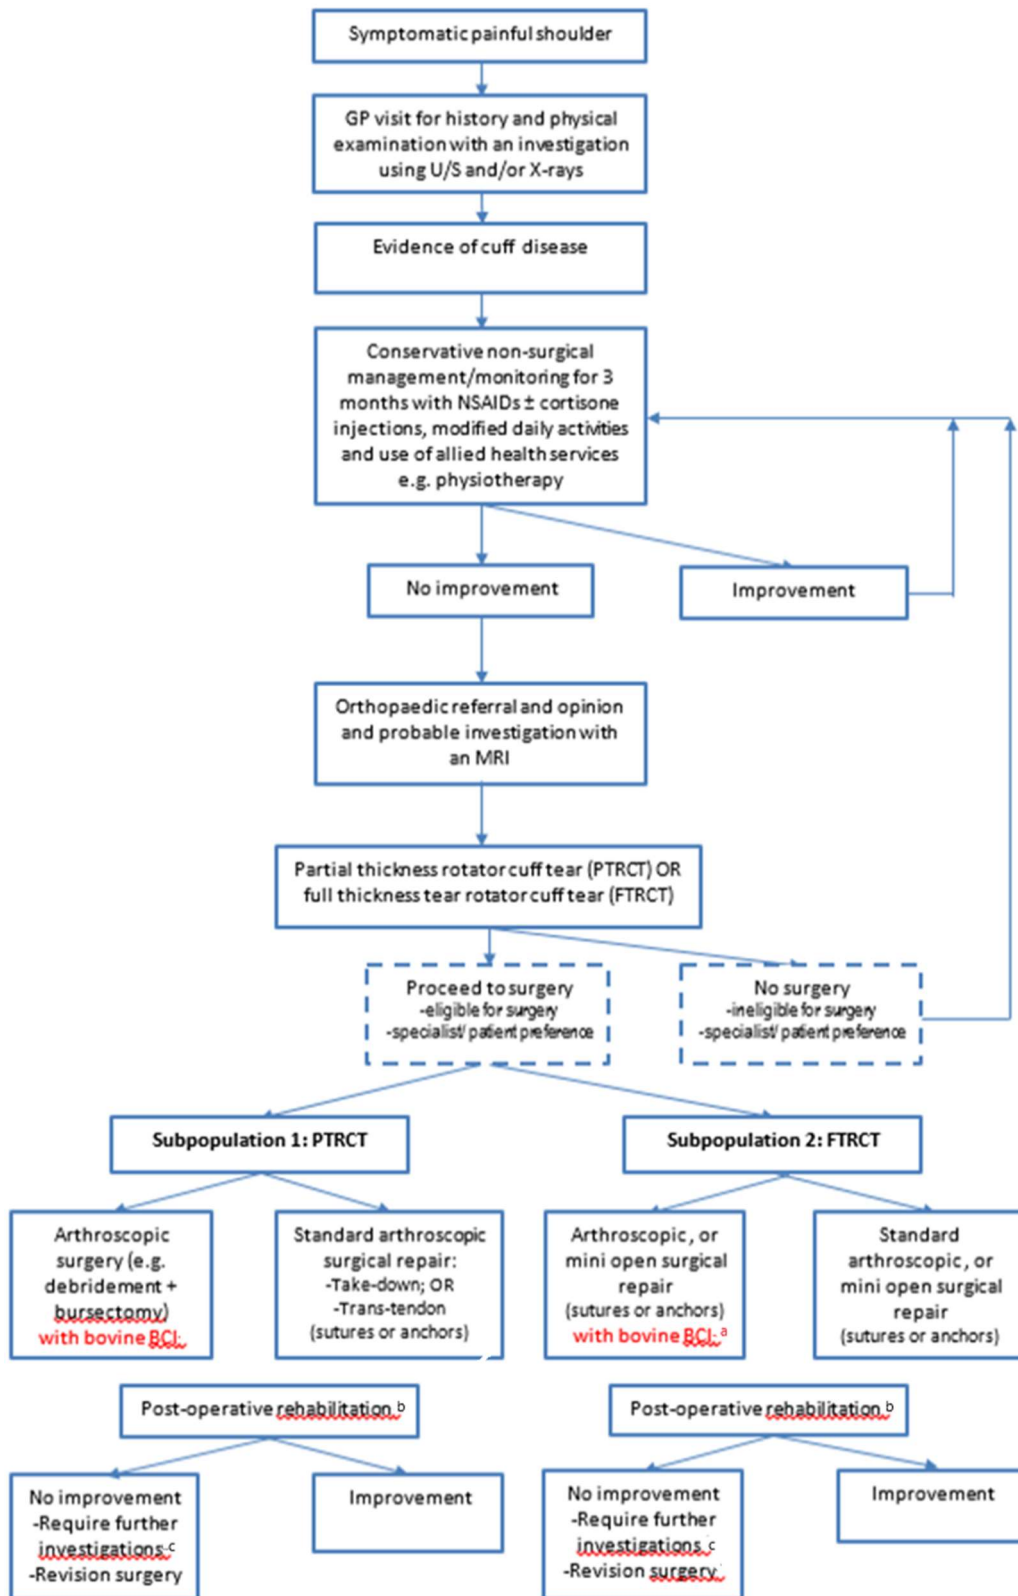 Symptomatic painful shoulder
GP visit for history and physical
examination with an investigation
using U/S and/or X-rays
Evidence of cuff disease
Conservative non-surgical
management/monitoring for 3
months with NSAIDs ± cortisone
injections, modified daily activities
and use of allied health services
e.g. physiotherapy
No improvement
Improvement
Orthopaedic referral and opinion
and probable investigation with
an MRI
Partial thickness rotator cuff tear (PTRCT) OR
full thickness tear rotator cuff tear (FTRCT)
Proceed to surgery
-eligible for surgery
-specialist/ patient preference
No surgery
-ineligible for surgery
-specialist/ patient preference
Subpopulation 1: PTRCT
Subpopulation 2: FTRCT
Arthroscopic
surgery (e.g.
debridement +
bursectomy)
with bovine BCI
Standard arthroscopic
surgical repair:
-Take-down; OR
-Trans-tendon
(sutures or anchors)
Arthroscopic, or
mini open surgical
repair
(sutures or anchors)
with bovine BCI a
Standard
arthroscopic, or
mini open surgical
repair
(sutures or anchors)
Post-operative rehabilitation b
Post-operative rehabilitation b
No improvement
-Require further
investigations c
-Revision surgery
Improvement
No improvement
-Require further
investigations c
-Revision surgery
Improvement